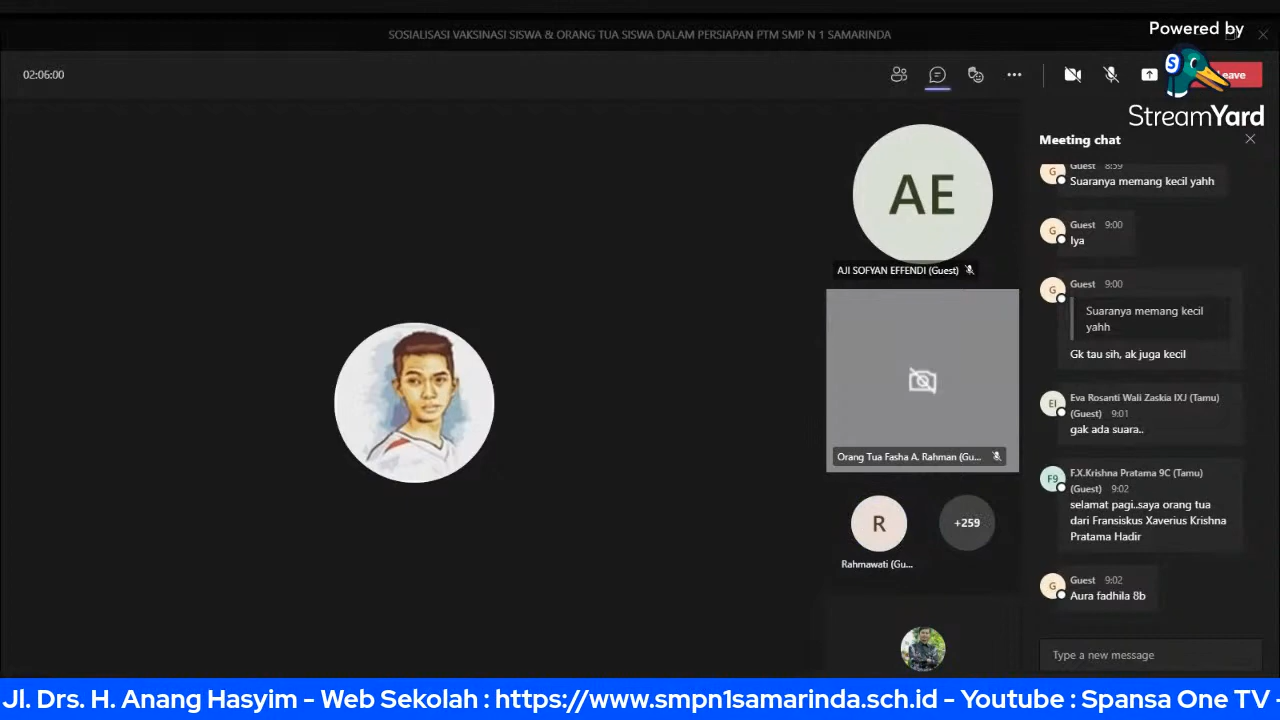 Powered by
StreamYard
SOSIALISASI VAKSINASI SISWA & ORANG TUA SISWA DALAM PERSIAPAN PTM SMP N 1 SAMARINDA
02:06:00
eave
AE
AJI SOFYAN EFFENDI (Guest)
Orang Tua Fasha A. Rahman (Gu...
R
+259
Rahmawati (Gu...
Meeting chat
G
Guest 8:59
Suaranya memang kecil yahh
G
Guest 9:00
Iya
G
Guest 9:00
Suaranya memang kecil
yahh
Gk tau sih, ak juga kecil
EI
Eva Rosanti Wali Zaskia IXJ (Tamu)
(Guest) 9:01
gak ada suara..
F9
F.X.Krishna Pratama 9C (Tamu)
(Guest) 9:02
selamat pagi..saya orang tua
dari Fransiskus Xaverius Krishna
Pratama Hadir
G
Guest 9:02
Aura fadhila 8b
Type a new message
Jl. Drs. H. Anang Hasyim - Web Sekolah : https://www.smpn1samarinda.sch.id - Youtube : Spansa One TV